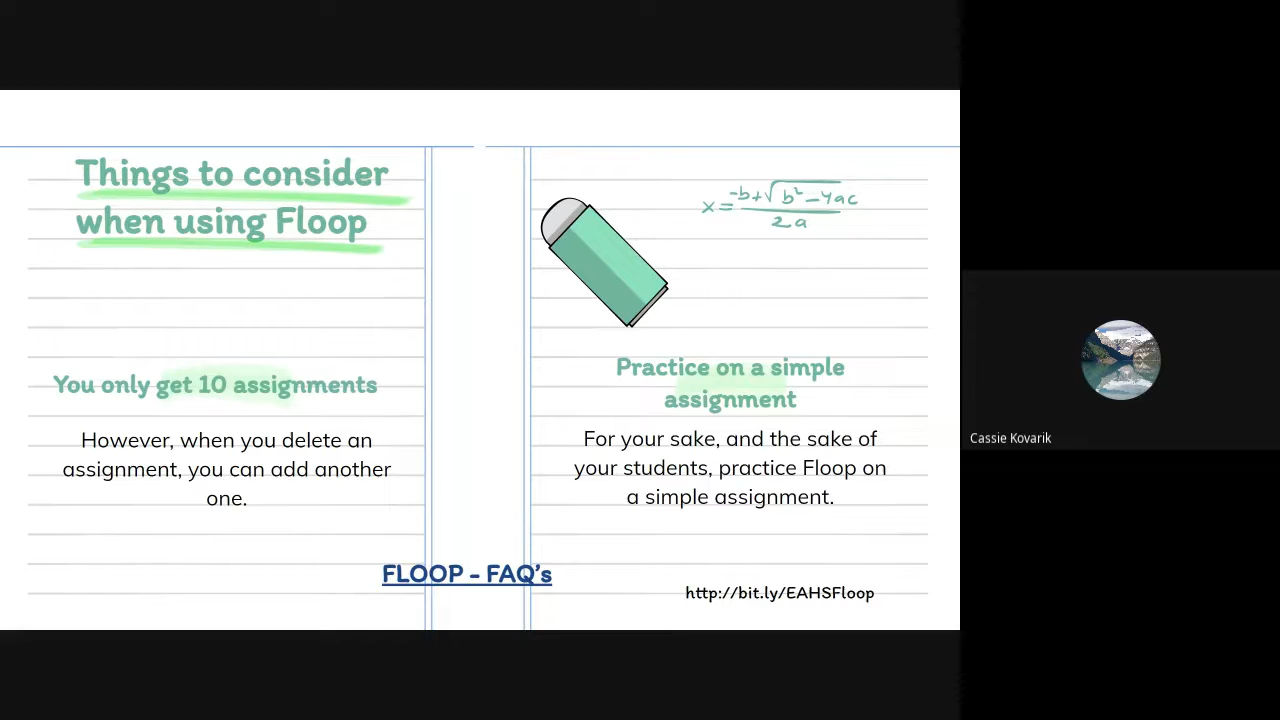 Things to consider
when using Floop
x = -b+√b²-4ac
2a
You only get 10 assignments
However, when you delete an
assignment, you can add another
one.
Practice on a simple
assignment
For your sake, and the sake of
your students, practice Floop on
a simple assignment.
FLOOP - FAQ's
http://bit.ly/EAHSFloop
Cassie Kovarik